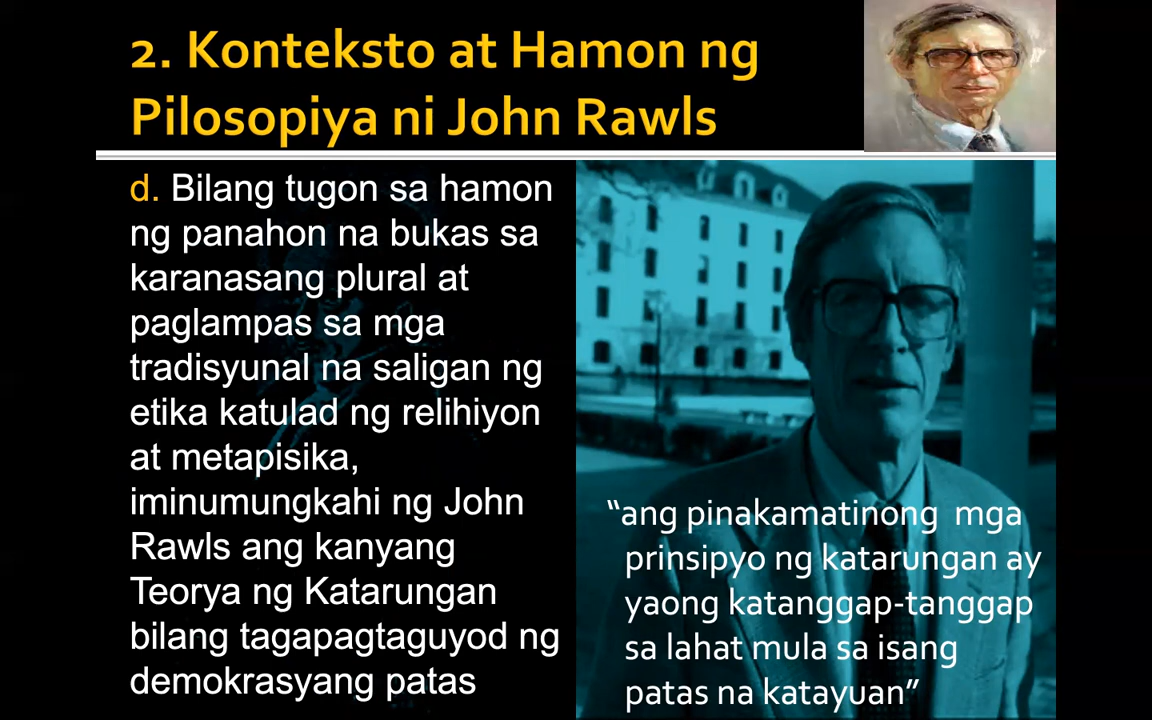 2. Konteksto at Hamon ng
Pilosopiya ni John Rawls
d. Bilang tugon sa hamon
ng panahon na bukas sa
karanasang plural at
paglampas sa mga
tradisyunal na saligan ng
etika katulad ng relihiyon
at metapisika,
iminumungkahi ng John
Rawls ang kanyang
Teorya ng Katarungan
bilang tagapagtaguyod ng
demokrasyang patas
“ang pinakamatinong mga
prinsipyo ng katarungan ay
yaong katanggap-tanggap
sa lahat mula sa isang
patas na katayuan”